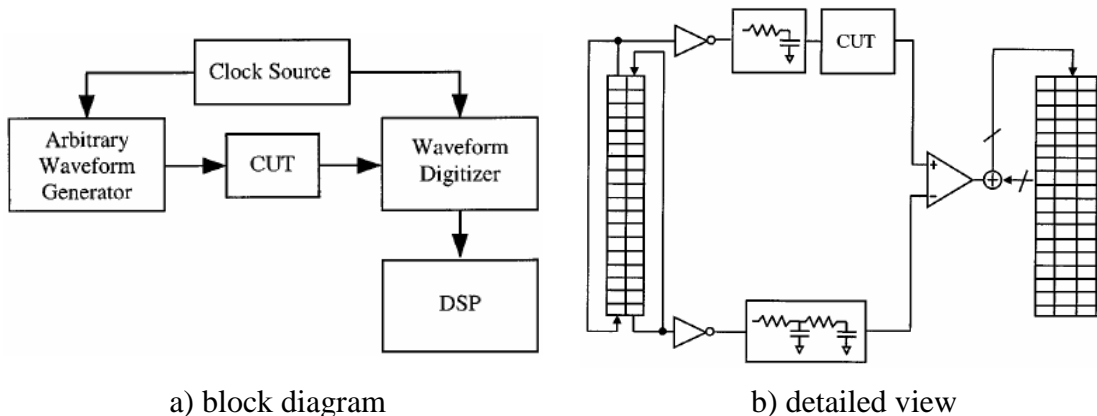 Clock Source
Arbitrary
Waveform
Generator
CUT
Waveform
Digitizer
DSP
a) block diagram
CUT
+
−
+
b) detailed view